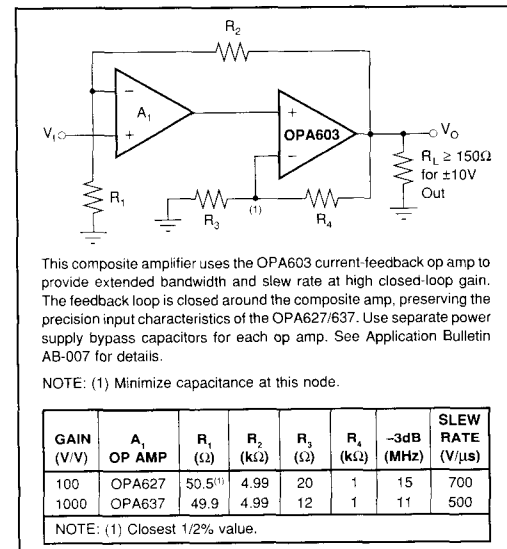 R2
−
A1
+
VI
+
OPA603
−
VO
RL ≥ 150Ω
for ±10V
Out
R1
R3
(1)
R4
This composite amplifier uses the OPA603 current-feedback op amp to
provide extended bandwidth and slew rate at high closed-loop gain.
The feedback loop is closed around the composite amp, preserving the
precision input characteristics of the OPA627/637. Use separate power
supply bypass capacitors for each op amp. See Application Bulletin
AB-007 for details.
NOTE: (1) Minimize capacitance at this node.
GAIN (V/V) A1 OP AMP R1 (Ω) R2 (kΩ) R3 (Ω) R4 (kΩ) −3dB (MHz) SLEW RATE (V/μs)
100 OPA627 50.5(1) 4.99 20 1 15 700
1000 OPA637 49.9 4.99 12 1 11 500
NOTE: (1) Closest 1/2% value.